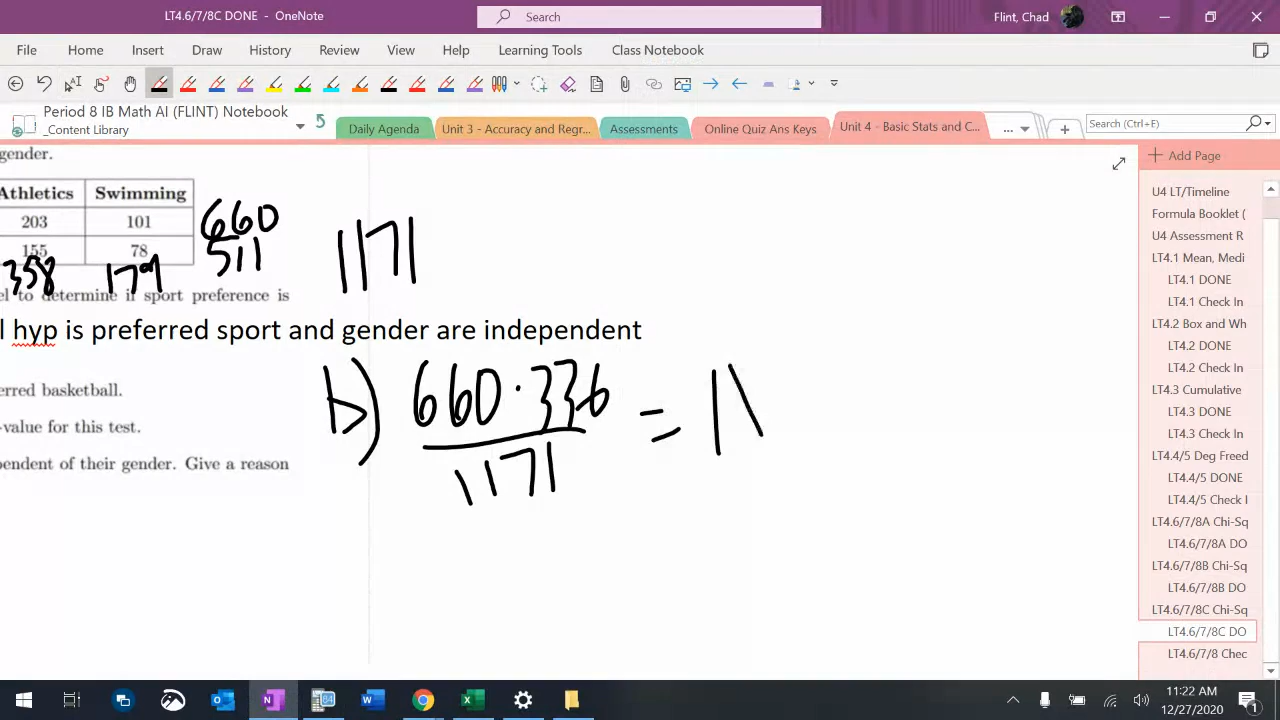 LT4.6/7/8C DONE - OneNote
Search
Flint, Chad
File Home Insert Draw History Review View Help Learning Tools Class Notebook
Period 8 IB Math AI (FLINT) Notebook
_Content Library
Daily Agenda
Unit 3 - Accuracy and Regr...
Assessments
Online Quiz Ans Keys
Unit 4 - Basic Stats and C...
...
Search (Ctrl+E)
Add Page
gender.
Athletics Swimming
203 101 660
155 78 511
358 179
1171
el to determine if sport preference is
l hyp is preferred sport and gender are independent
erred basketball.
-value for this test.
pendent of their gender. Give a reason
b) 660 · 336
1171
=
U4 LT/Timeline
Formula Booklet (
U4 Assessment R
LT4.1 Mean, Medi
LT4.1 DONE
LT4.1 Check In
LT4.2 Box and Wh
LT4.2 DONE
LT4.2 Check In
LT4.3 Cumulative
LT4.3 DONE
LT4.3 Check In
LT4.4/5 Deg Freed
LT4.4/5 DONE
LT4.4/5 Check I
LT4.6/7/8A Chi-Sq
LT4.6/7/8A DO
LT4.6/7/8B Chi-Sq
LT4.6/7/8B DO
LT4.6/7/8C Chi-Sq
LT4.6/7/8C DO
LT4.6/7/8 Chec
11:22 AM
12/27/2020